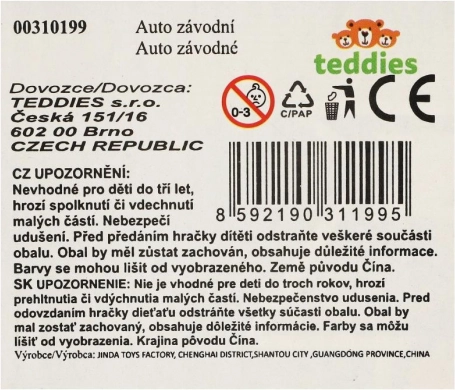 00310199
Auto závodní
Auto závodné
teddies
Dovozce/Dovozca:
TEDDIES s.r.o.
Česká 151/16
602 00 Brno
CZECH REPUBLIC
0-3
C/PAP
CE
8 592190 311995
CZ UPOZORNĚNÍ:
Nevhodné pro děti do tří let,
hrozí spolknutí či vdechnutí
malých částí. Nebezpečí
udušení. Před předáním hračky dítěti odstraňte veškeré součásti
obalu. Obal by měl zůstat zachován, obsahuje důležité informace.
Barvy se mohou lišit od vyobrazeného. Země původu Čína.
SK UPOZORNENIE: Nie je vhodné pre deti do troch rokov, hrozí
prehltnutia či vdýchnutia malých častí. Nebezpečenstvo udusenia. Pred
odovzdaním hračky dieťaťu odstráňte všetky súčasti obalu. Obal by
mal zostať zachovaný, obsahuje dôležité informácie. Farby sa môžu
líšiť od vyobrazenia. Krajina pôvodu Čína.
Výrobce/Výrobca: JINDA TOYS FACTORY, CHENGHAI DISTRICT,SHANTOU CITY ,GUANGDONG PROVINCE,CHINA